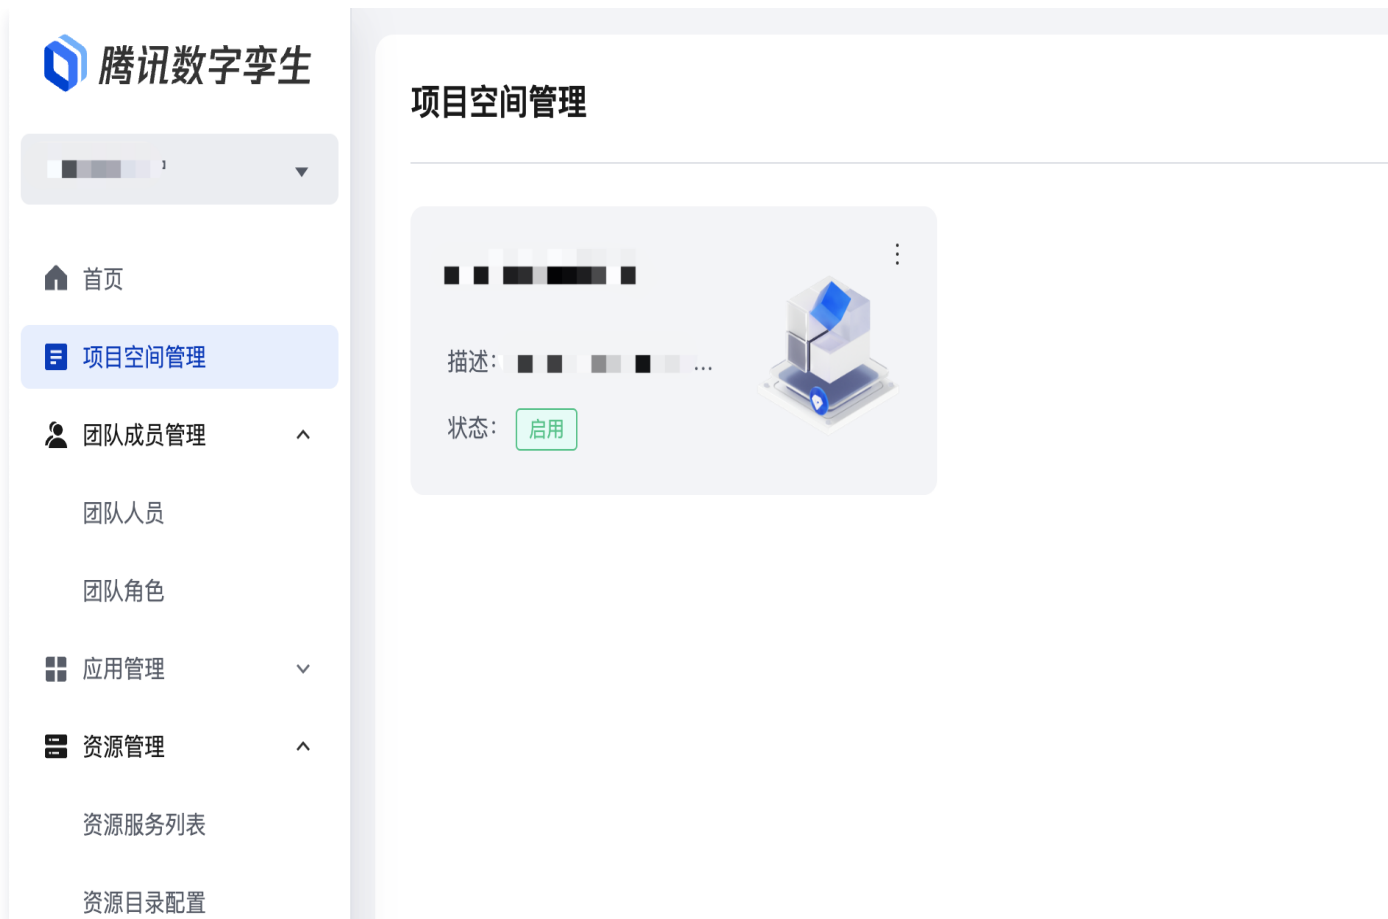 腾讯数字孪生
首页
项目空间管理
团队成员管理
团队人员
团队角色
应用管理
资源管理
资源服务列表
资源目录配置
项目空间管理
描述: ...
状态: 启用